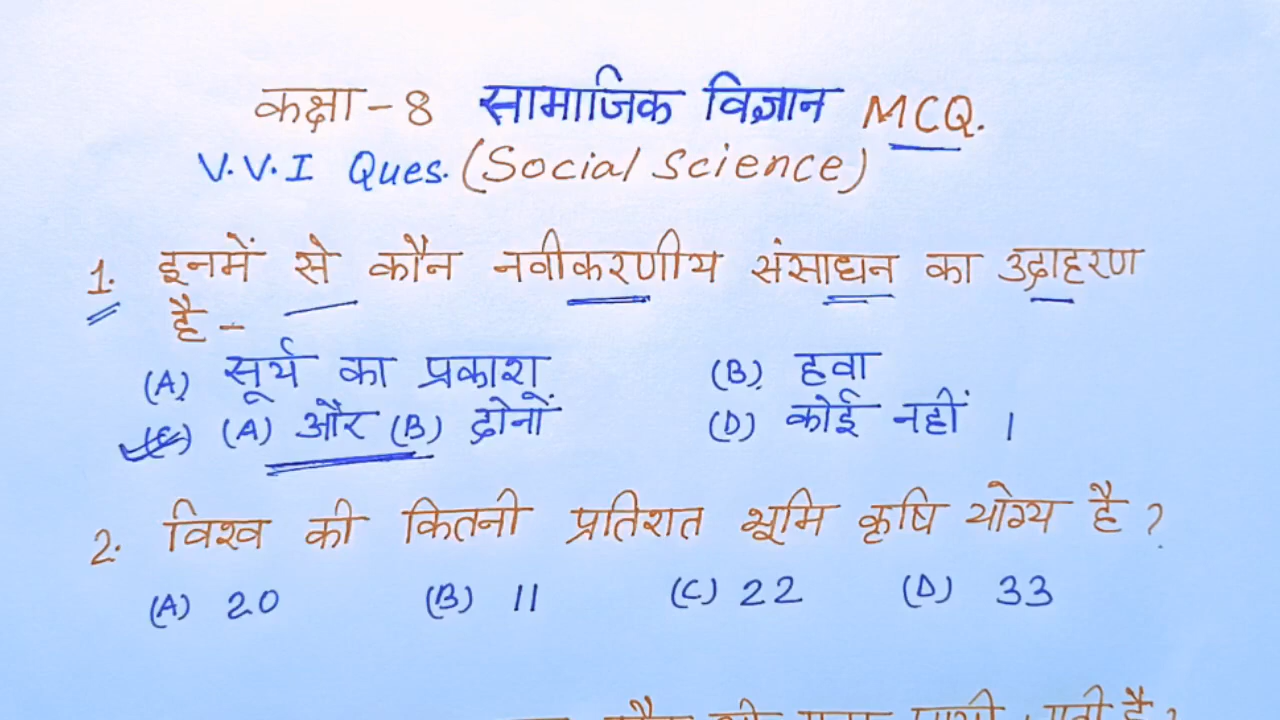 कक्षा - 8 सामाजिक विज्ञान MCQ.
V.V.I Ques. (Social Science)
1. इनमें से कौन नवीकरणीय संसाधन का उदाहरण
है -
(A) सूर्य का प्रकाश (B) हवा
(C) (A) और (B) दोनों (D) कोई नहीं ।
2. विश्व की कितनी प्रतिशत भूमि कृषि योग्य है ?
(A) 20 (B) 11 (C) 22 (D) 33